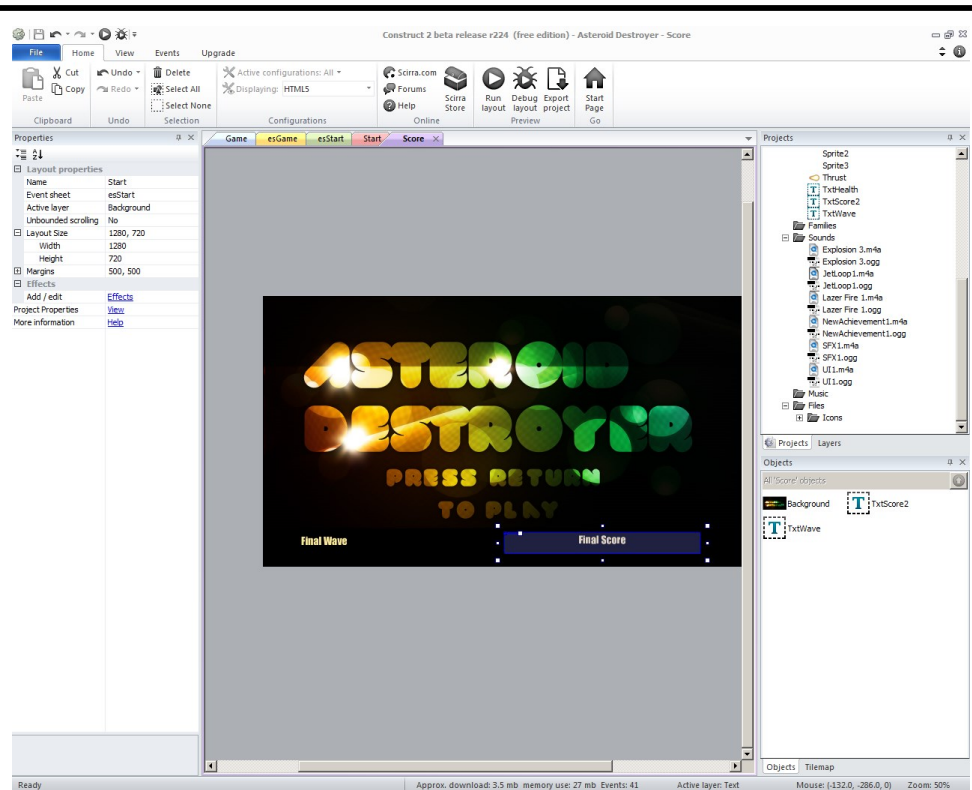 Construct 2 beta release r224 (free edition) - Asteroid Destroyer - Score
File Home View Events Upgrade
Paste
Cut
Copy
Clipboard
Undo
Redo
Undo
Delete
Select All
Select None
Selection
Active configurations: All
Displaying: HTML5
Configurations
Scirra.com
Forums
Help
Scirra Store
Online
Run layout
Debug layout
Export project
Preview
Start Page
Go
Properties
Layout properties
Name Start
Event sheet esStart
Active layer Background
Unbounded scrolling No
Layout Size 1280, 720
Width 1280
Height 720
Margins 500, 500
Effects
Add / edit Effects
Project Properties View
More information Help
Game esGame esStart Start Score
ASTEROID
DESTROYER
PRESS RETURN
TO PLAY
Final Wave Final Score
Projects
Sprite2
Sprite3
Thrust
TxtHealth
TxtScore2
TxtWave
Families
Sounds
Explosion 3.m4a
Explosion 3.ogg
JetLoop1.m4a
JetLoop1.ogg
Lazer Fire 1.m4a
Lazer Fire 1.ogg
NewAchievement1.m4a
NewAchievement1.ogg
SFX1.m4a
SFX1.ogg
UI1.m4a
UI1.ogg
Music
Files
Icons
Projects Layers
Objects
All 'Score' objects
Background T TxtScore2
T TxtWave
Objects Tilemap
Ready Approx. download: 3.5 mb memory use: 27 mb Events: 41 Active layer: Text Mouse: (-132.0, -286.0, 0) Zoom: 50%